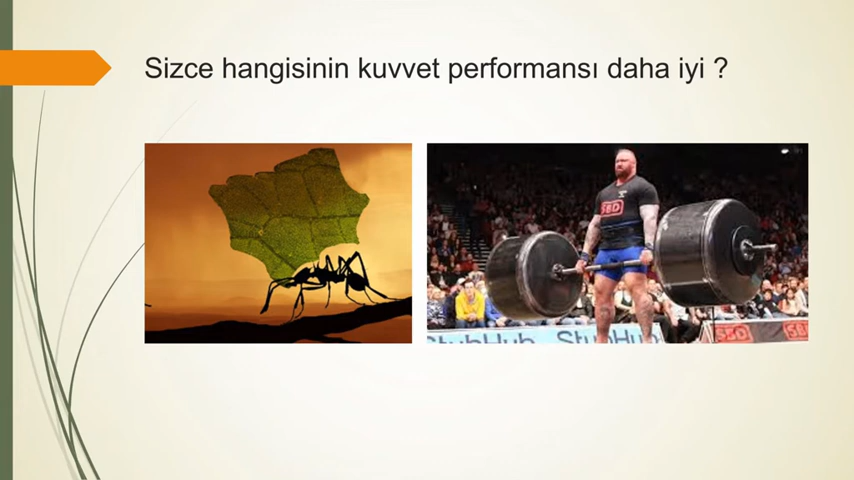 Sizce hangisinin kuvvet performansı daha iyi ?
SBD
StubHub StubHub
SBD SBD